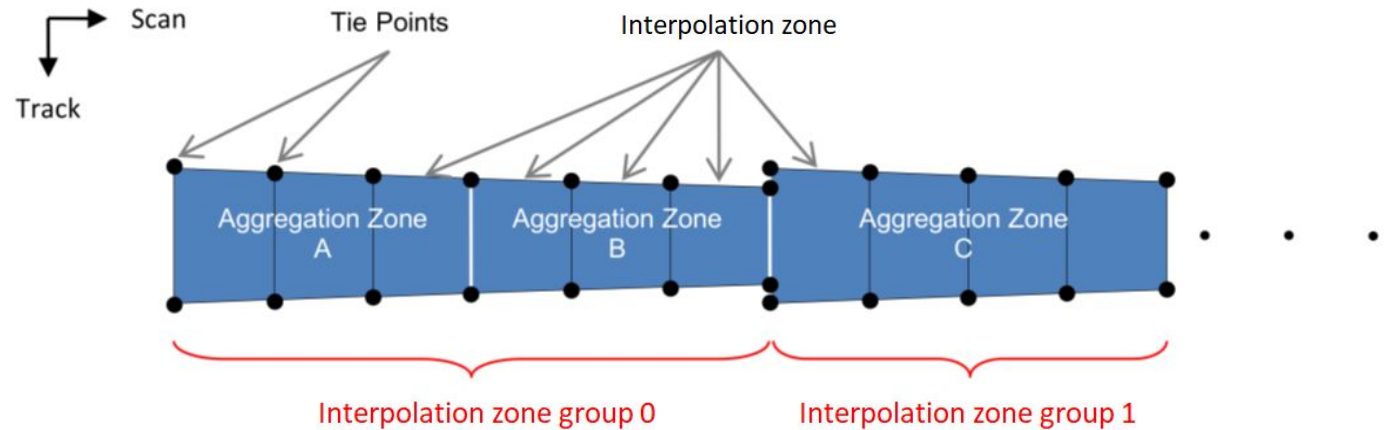 Scan
Tie Points
Interpolation zone
Track
Aggregation Zone
A
Aggregation Zone
B
Aggregation Zone
C
Interpolation zone group 0
Interpolation zone group 1